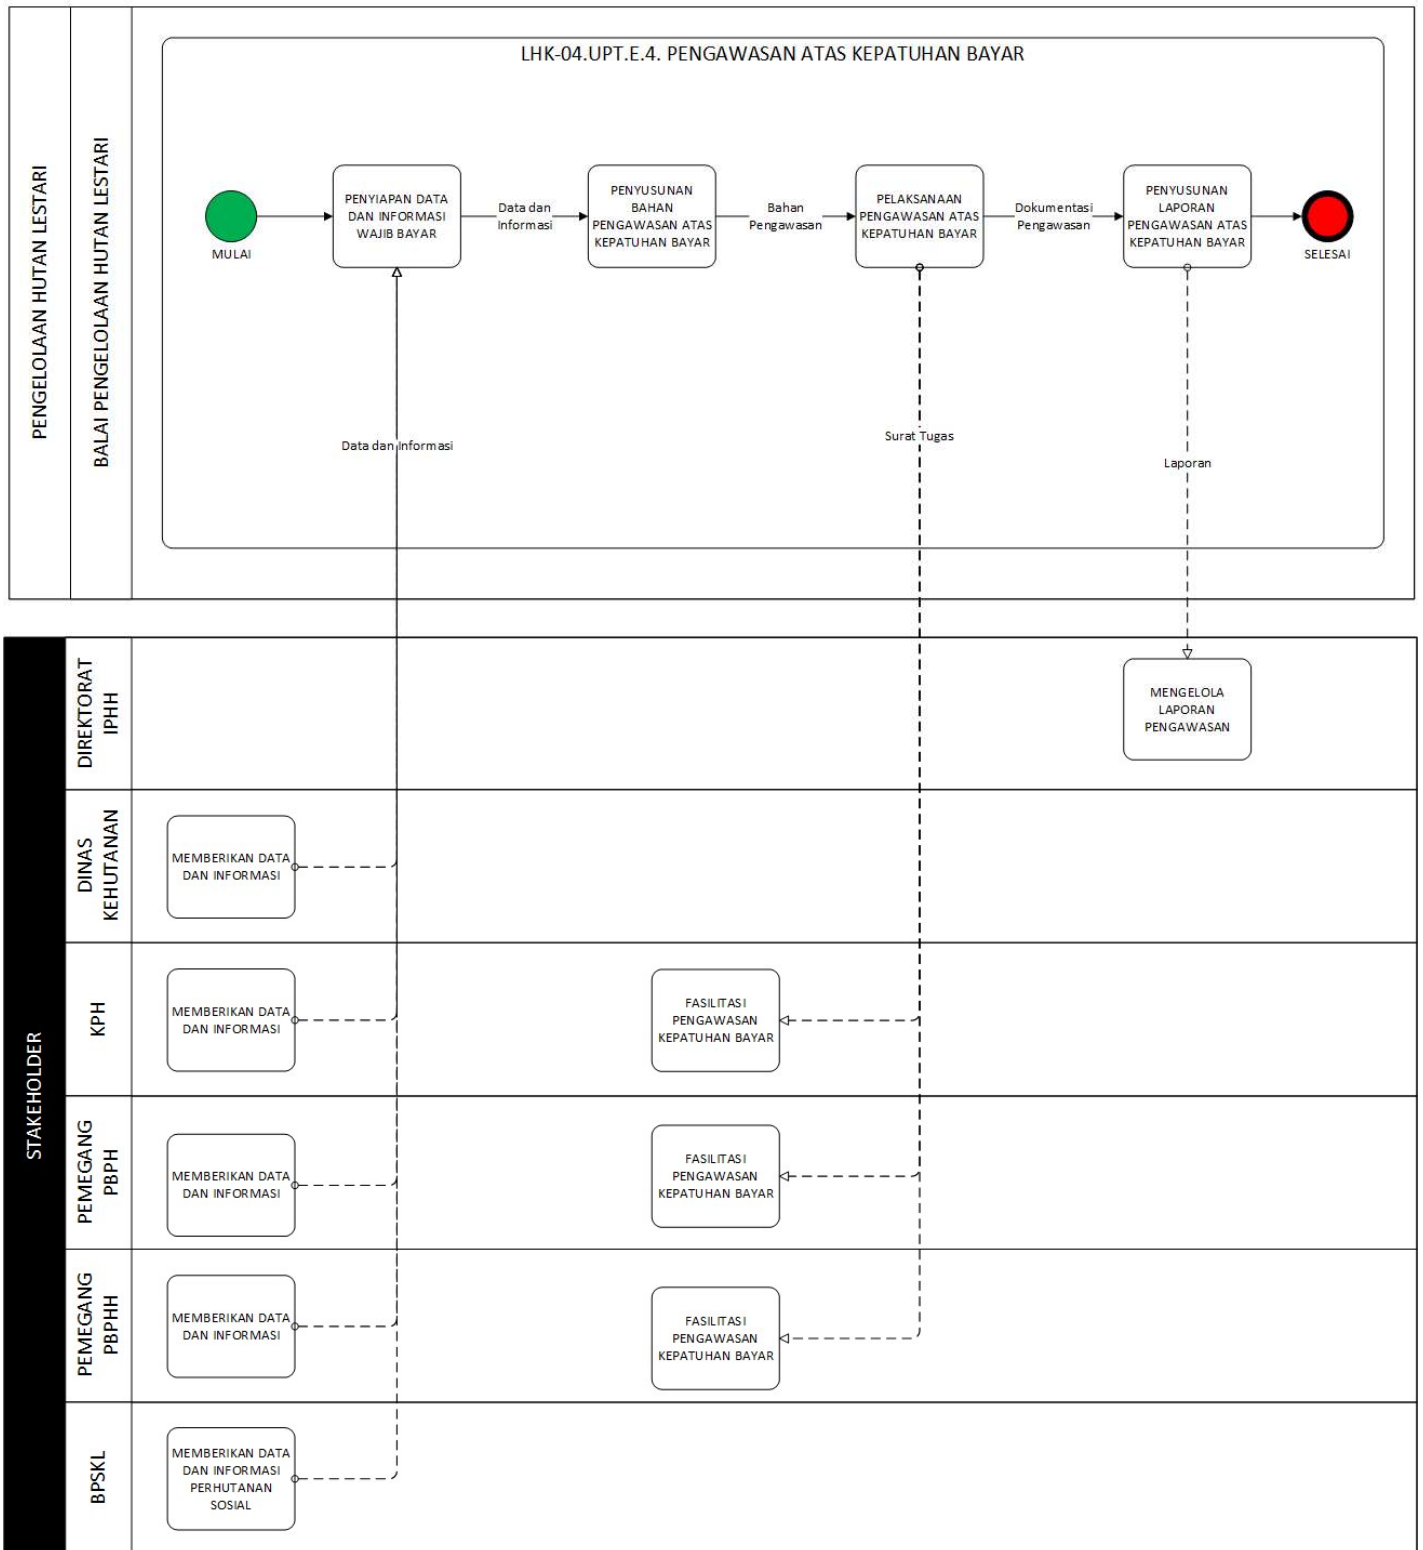 LHK-04.UPT.E.4. PENGAWASAN ATAS KEPATUHAN BAYAR
PENGELOLAAN HUTAN LESTARI
BALAI PENGELOLAAN HUTAN LESTARI
MULAI
PENYIAPAN DATA
DAN INFORMASI
WAJIB BAYAR
Data dan
Informasi
PENYUSUNAN
BAHAN
PENGAWASAN ATAS
KEPATUHAN BAYAR
Bahan
Pengawasan
PELAKSANAAN
PENGAWASAN ATAS
KEPATUHAN BAYAR
Dokumentasi
Pengawasan
PENYUSUNAN
LAPORAN
PENGAWASAN ATAS
KEPATUHAN BAYAR
SELESAI
Data dan Informasi
Surat Tugas
Laporan
STAKEHOLDER
DIREKTORAT
IPHH
MENGELOLA
LAPORAN
PENGAWASAN
DINAS
KEHUTANAN
MEMBERIKAN DATA
DAN INFORMASI
KPH
MEMBERIKAN DATA
DAN INFORMASI
FASILITASI
PENGAWASAN
KEPATUHAN BAYAR
PEMEGANG
PBPH
MEMBERIKAN DATA
DAN INFORMASI
FASILITASI
PENGAWASAN
KEPATUHAN BAYAR
PEMEGANG
PBPHH
MEMBERIKAN DATA
DAN INFORMASI
FASILITASI
PENGAWASAN
KEPATUHAN BAYAR
BPSKL
MEMBERIKAN DATA
DAN INFORMASI
PERHUTANAN
SOSIAL